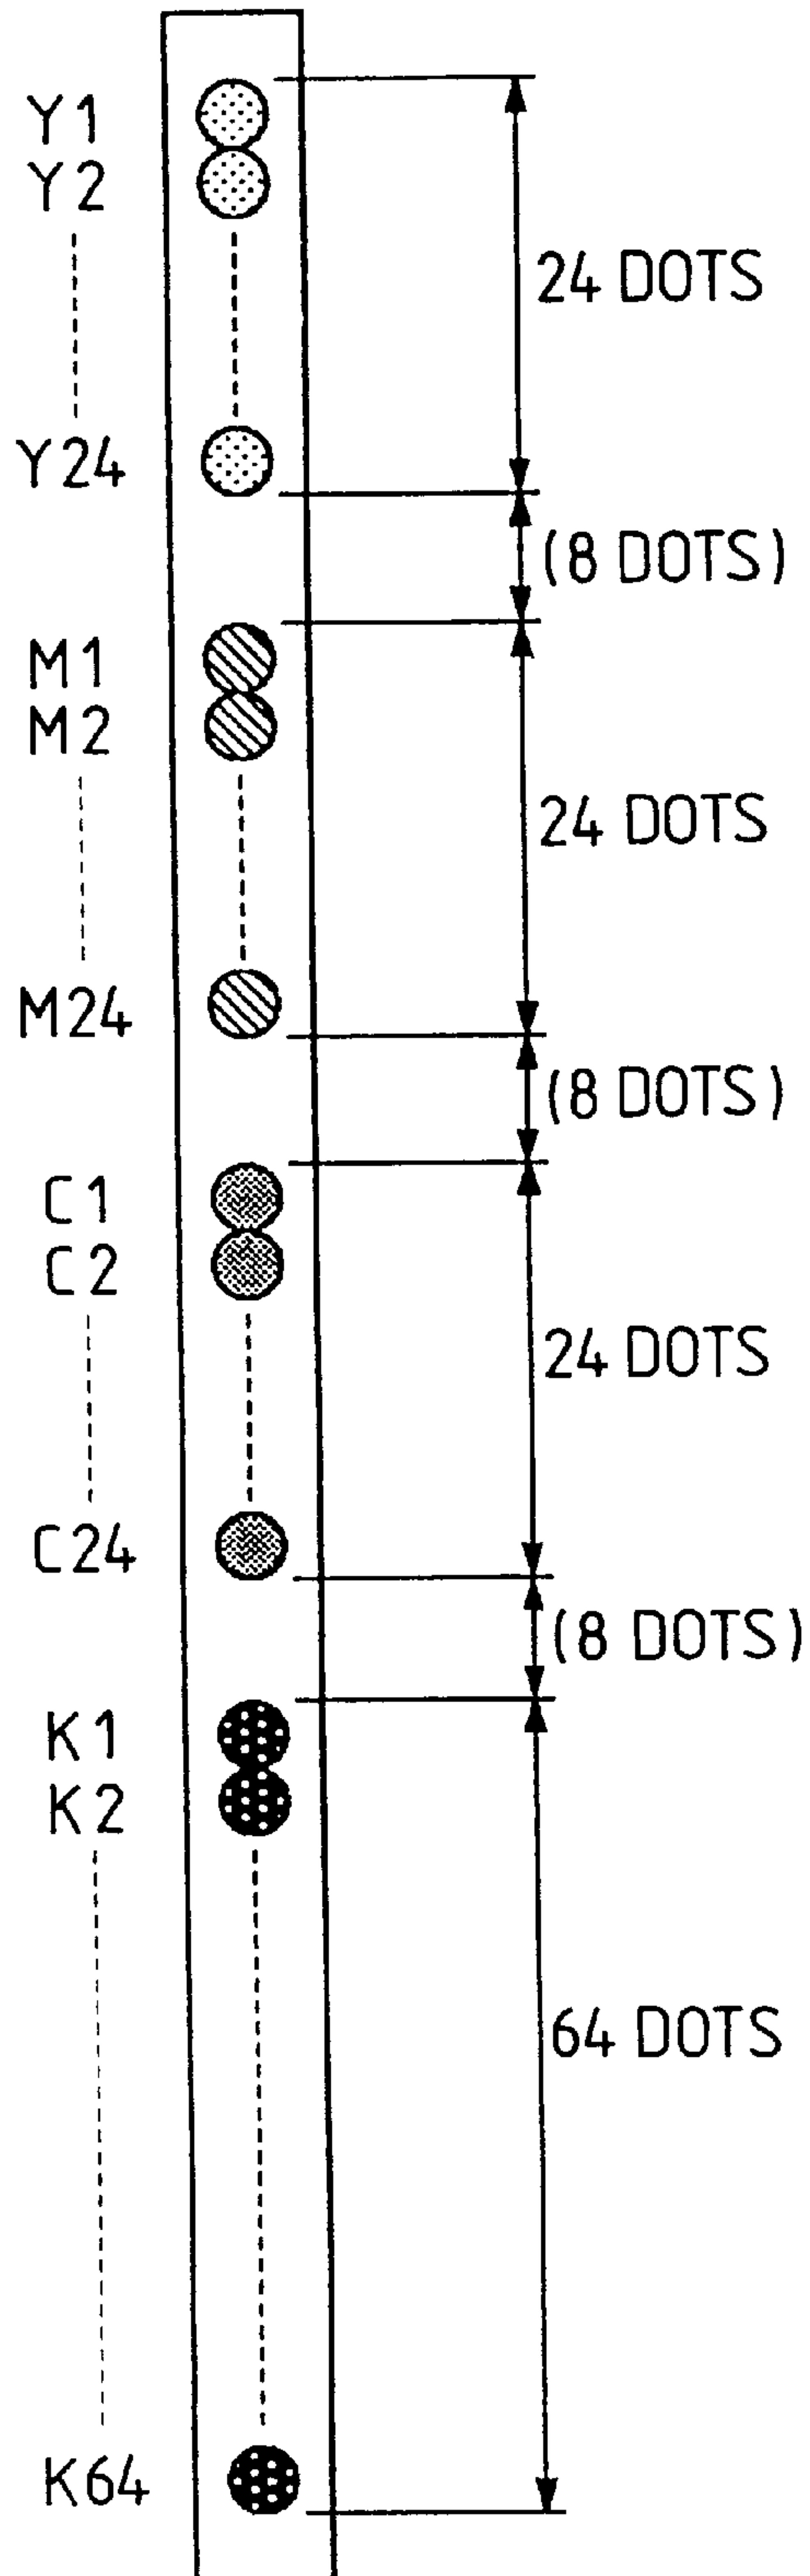 Y1
Y2
24 DOTS
Y24
(8 DOTS)
M1
M2
24 DOTS
M24
(8 DOTS)
C1
C2
24 DOTS
C24
(8 DOTS)
K1
K2
64 DOTS
K64